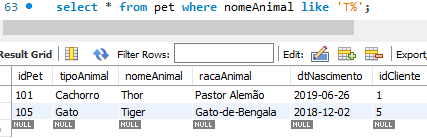 63 select * from pet where nomeAnimal like 'T%';
Result Grid Filter Rows: Edit: Export/
idPet tipoAnimal nomeAnimal racaAnimal dtNascimento idCliente
101 Cachorro Thor Pastor Alemão 2019-06-26 1
105 Gato Tiger Gato-de-Bengala 2018-12-02 5
NULL NULL NULL NULL NULL NULL